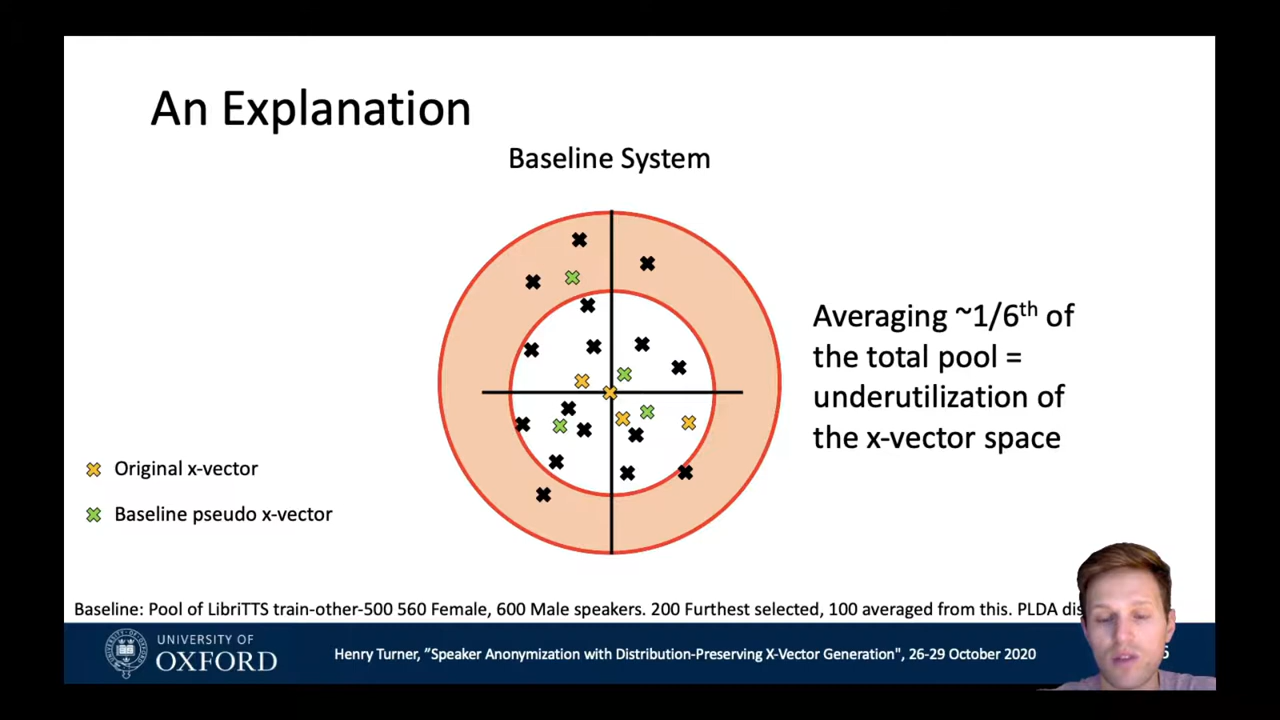 An Explanation
Baseline System
Averaging ~1/6th of
the total pool =
underutilization of
the x-vector space
Original x-vector
Baseline pseudo x-vector
Baseline: Pool of LibriTTS train-other-500 560 Female, 600 Male speakers. 200 Furthest selected, 100 averaged from this. PLDA
UNIVERSITY OF
OXFORD
Henry Turner, ”Speaker Anonymization with Distribution-Preserving X-Vector Generation", 26-29 October 2020